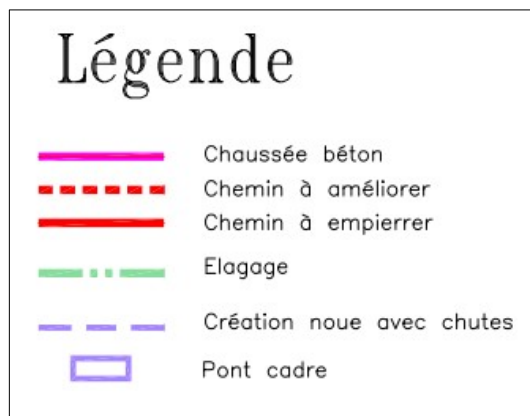 Légende
Chaussée béton
Chemin à améliorer
Chemin à empierrer
Elagage
Création noue avec chutes
Pont cadre